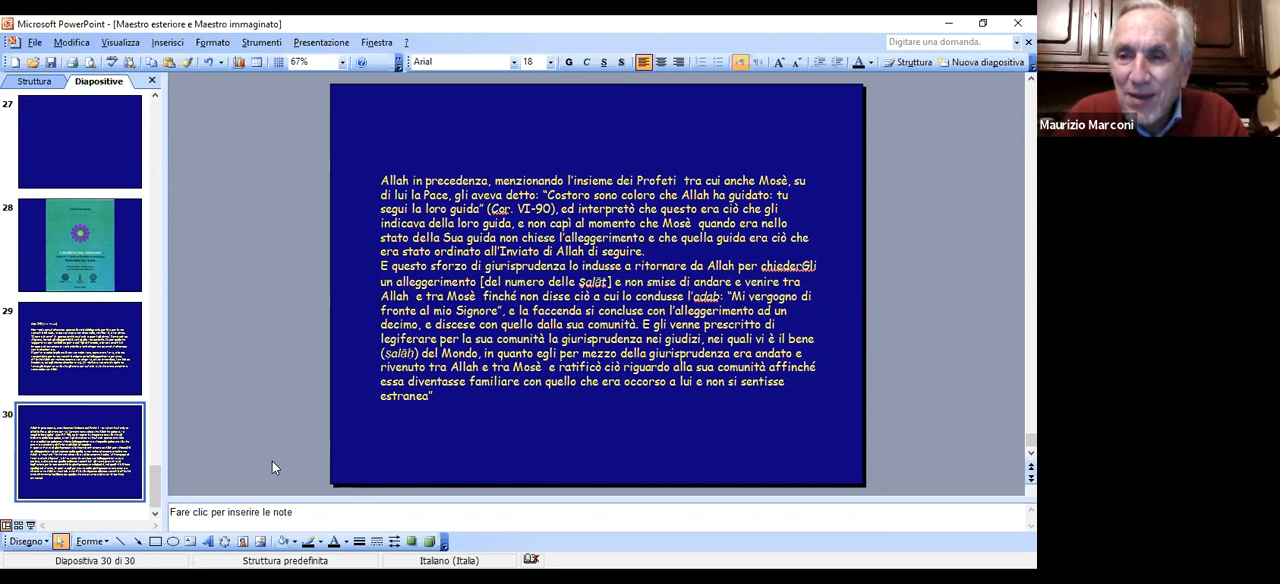 Microsoft PowerPoint - [Maestro esteriore e Maestro immaginato]
File Modifica Visualizza Inserisci Formato Strumenti Presentazione Finestra ?
Digitare una domanda.
67% Arial 18 G C S S Struttura Nuova diapositiva
Struttura Diapositive
27
28
29
30
Allah in precedenza, menzionando l'insieme dei Profeti tra cui anche Mosè, su
di lui la Pace, gli aveva detto: "Costoro sono coloro che Allah ha guidato: tu
segui la loro guida" (Cor. VI-90), ed interpretò che questo era ciò che gli
indicava della loro guida, e non capì al momento che Mosè quando era nello
stato della Sua guida non chiese l'alleggerimento e che quella guida era ciò che
era stato ordinato all'Inviato di Allah di seguire.
E questo sforzo di giurisprudenza lo indusse a ritornare da Allah per chiederGli
un alleggerimento [del numero delle ṣalāt] e non smise di andare e venire tra
Allah e tra Mosè finché non disse ciò a cui lo condusse l'adab: "Mi vergogno di
fronte al mio Signore", e la faccenda si concluse con l'alleggerimento ad un
decimo, e discese con quello dalla sua comunità. E gli venne prescritto di
legiferare per la sua comunità la giurisprudenza nei giudizi, nei quali vi è il bene
(ṣalāḥ) del Mondo, in quanto egli per mezzo della giurisprudenza era andato e
rivenuto tra Allah e tra Mosè e ratificò ciò riguardo alla sua comunità affinché
essa diventasse familiare con quello che era occorso a lui e non si sentisse
estranea"
Fare clic per inserire le note
Disegno Forme
Diapositiva 30 di 30 Struttura predefinita Italiano (Italia)
Maurizio Marconi